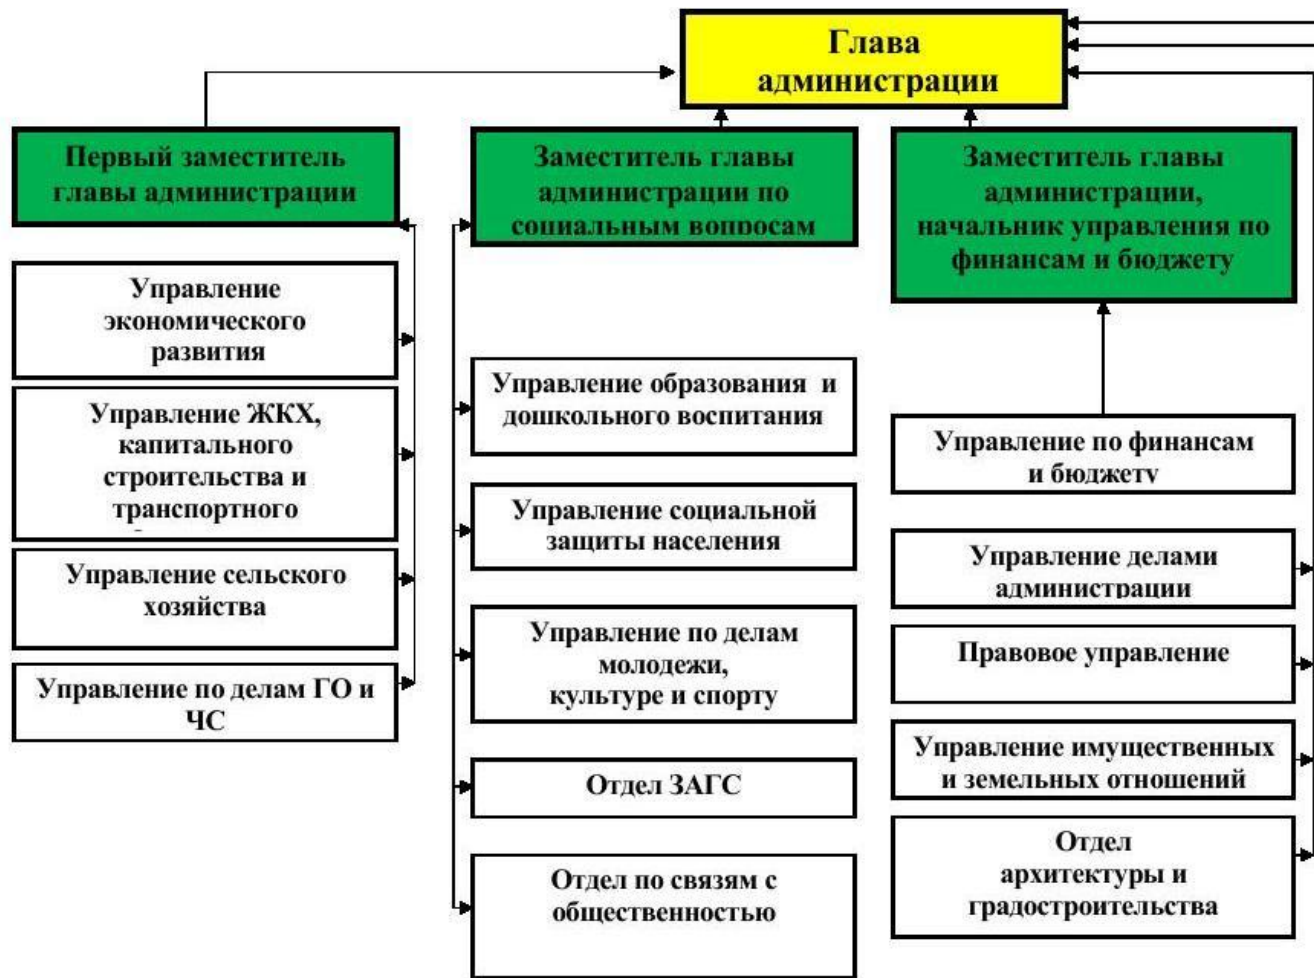 Глава
администрации
Первый заместитель
главы администрации
Управление
экономического
развития
Управление ЖКХ,
капитального
строительства и
транспортного
Управление сельского
хозяйства
Управление по делам ГО и
ЧС
Заместитель главы
администрации по
социальным вопросам
Управление образования и
дошкольного воспитания
Управление социальной
защиты населения
Управление по делам
молодежи,
культуре и спорту
Отдел ЗАГС
Отдел по связям с
общественностью
Заместитель главы
администрации,
начальник управления по
финансам и бюджету
Управление по финансам
и бюджету
Управление делами
администрации
Правовое управление
Управление имущественных
и земельных отношений
Отдел
архитектуры и
градостроительства